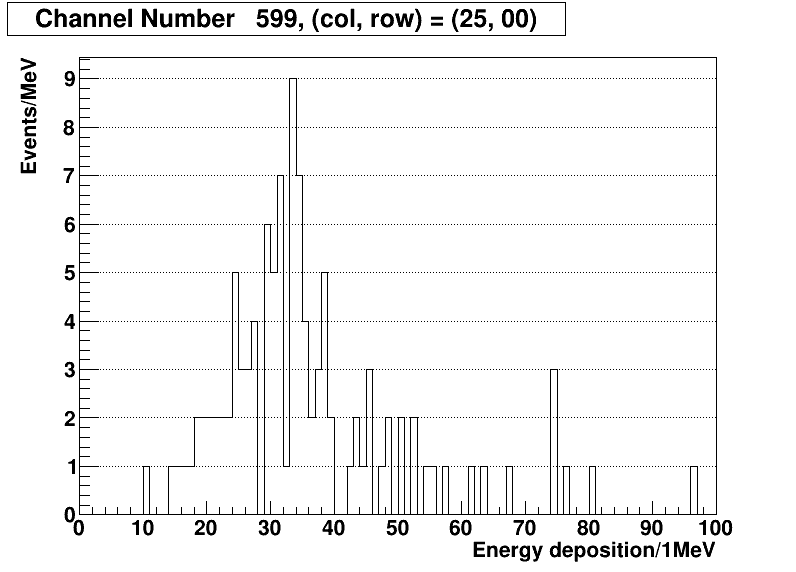 Channel Number 599, (col, row) = (25, 00)
Events/MeV
9
8
7
6
5
4
3
2
1
0
0 10 20 30 40 50 60 70 80 90 100
Energy deposition/1MeV